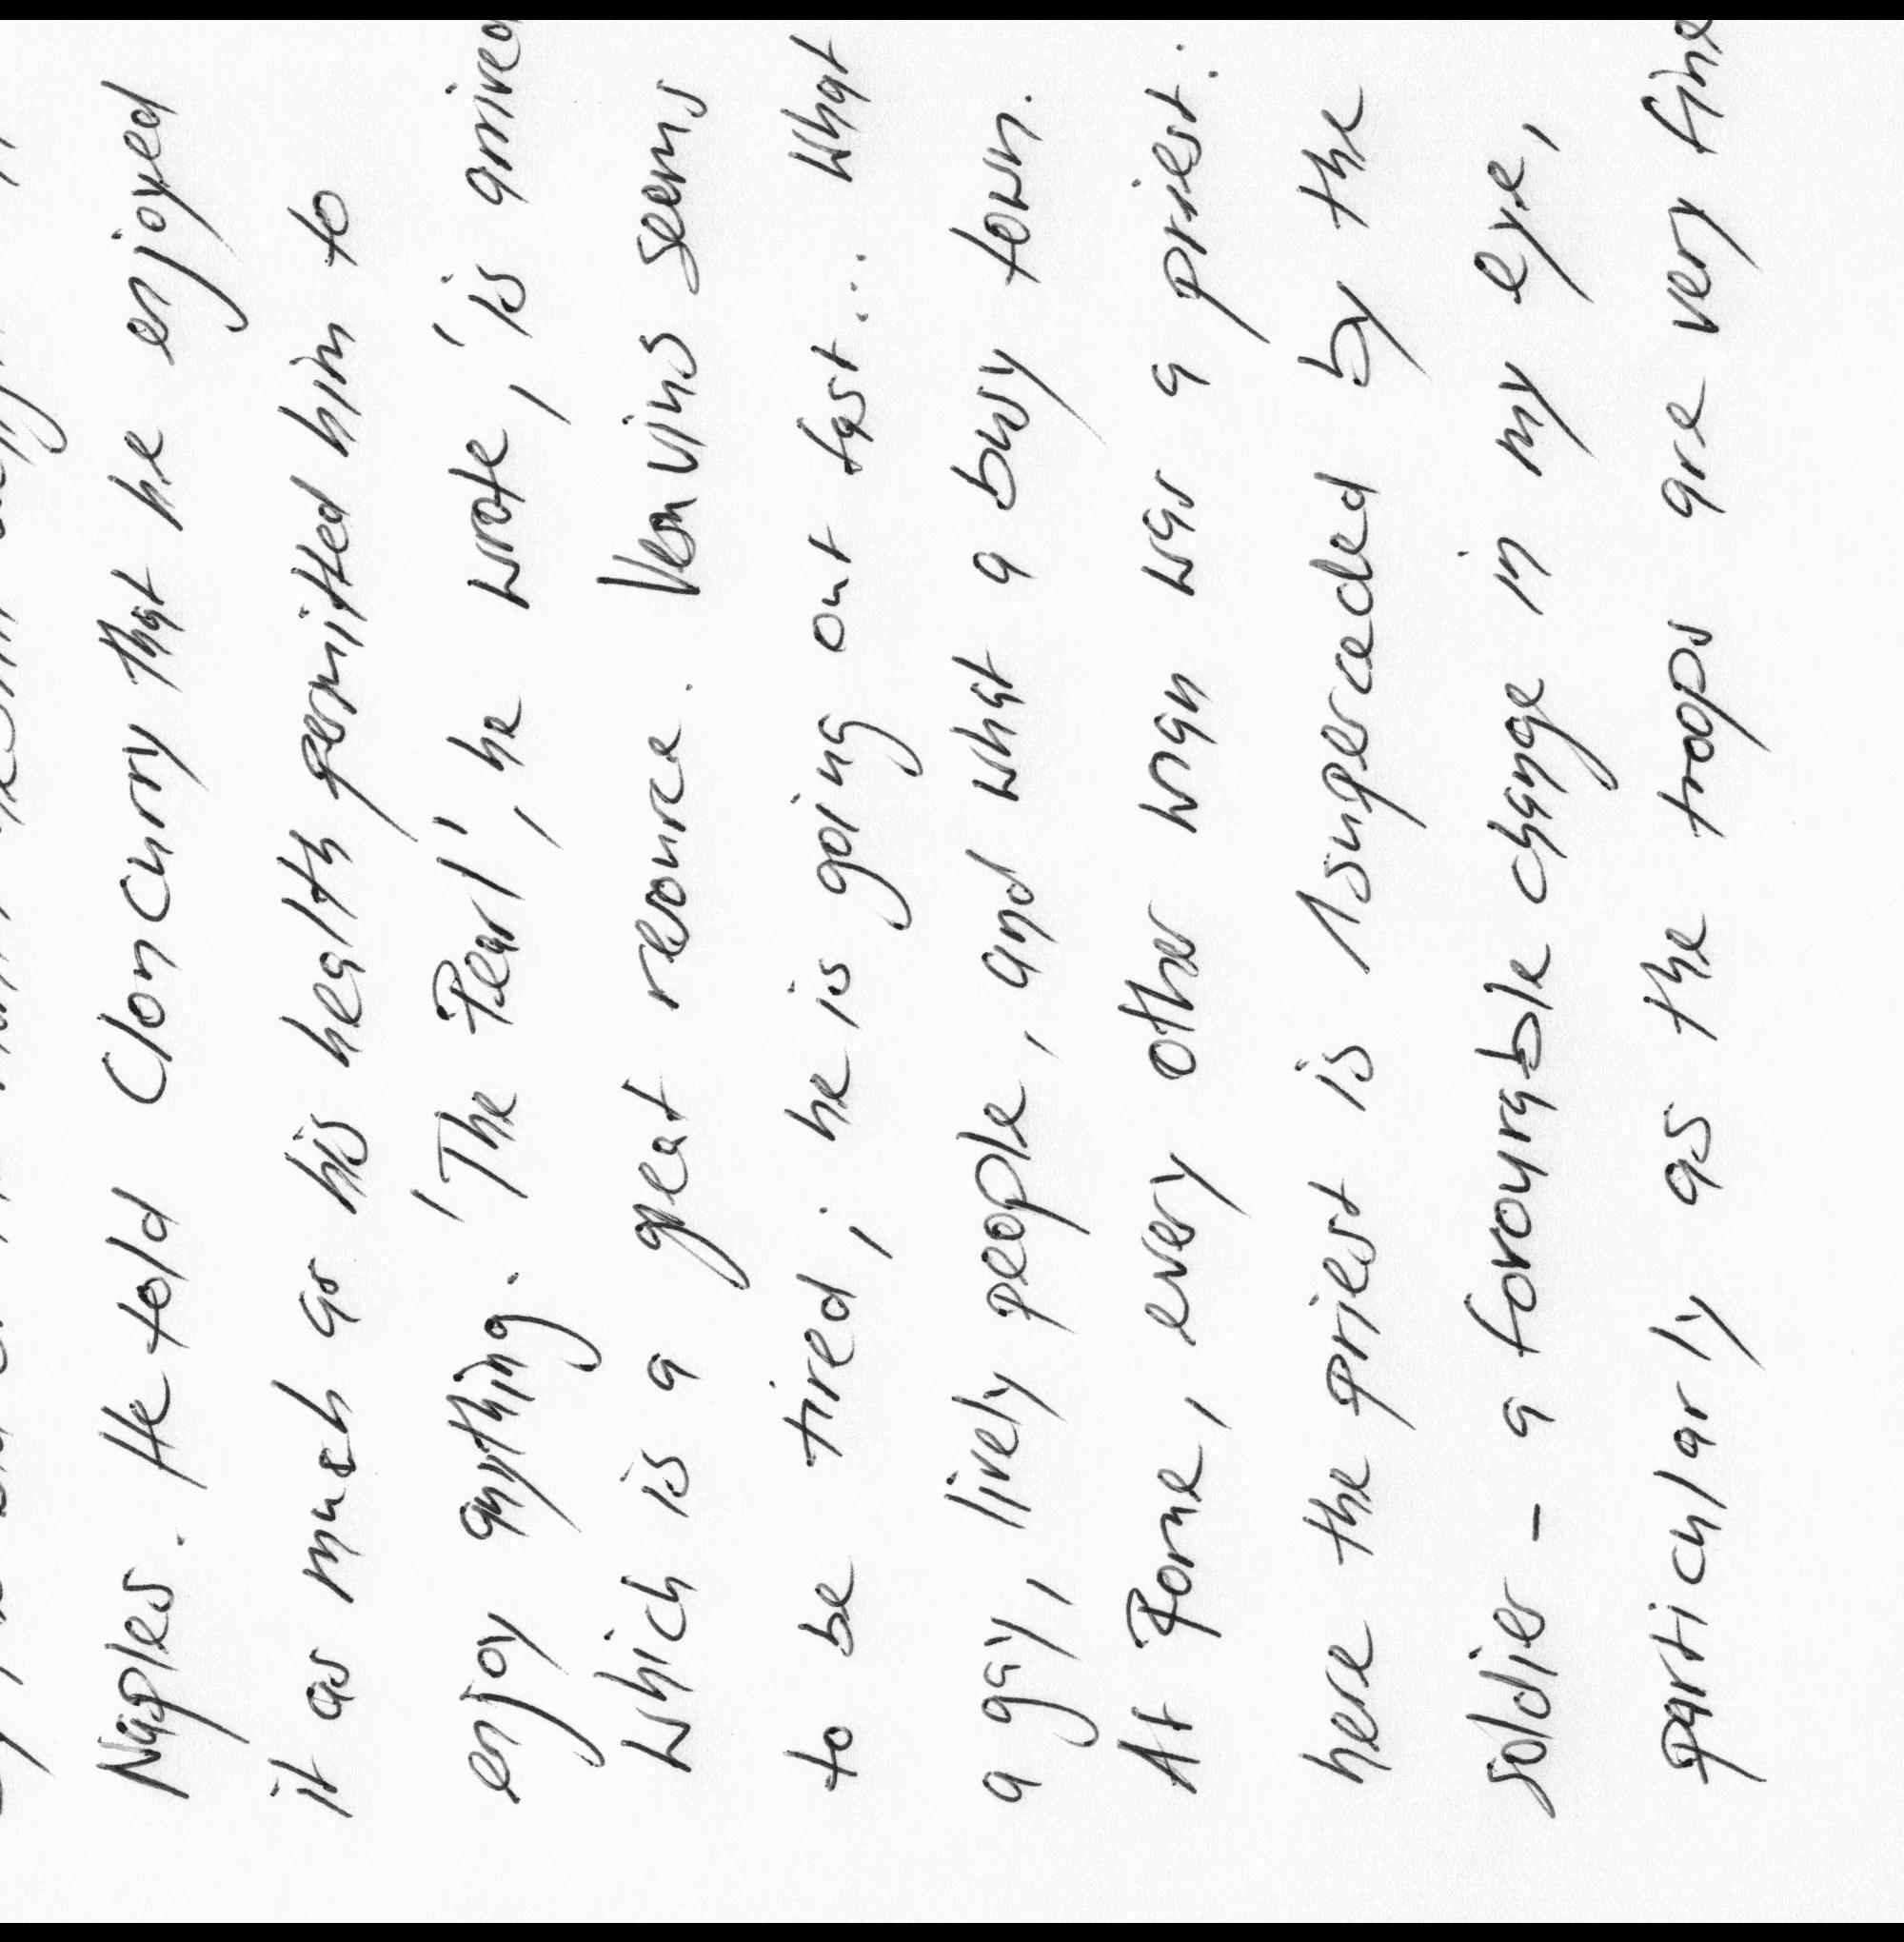 Naples. He told Cloncurry that he enjoyed
it as much as his health permitted him to
enjoy anything. 'The 'Pearl', he wrote, 'is arrived
which is a great resource. Vesuvius seems
to be tired; he is going out fast... What
a gay, lively people, and what a busy town.
At Rome, every other man was a priest:
here the priest is superceded by the
soldier - a favourable change in my eye,
particularly as the troops are very fine